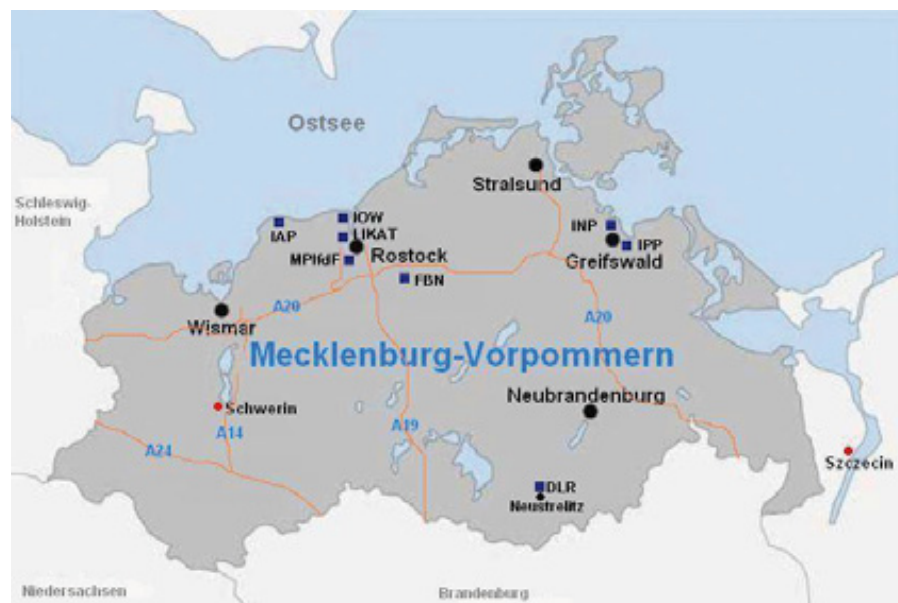 Ostsee
Stralsund
Schleswig-
Holstein
IOW
INP
IAP
LIKAT
IPP
Rostock
Greifswald
MPIfdF
FBN
A20
A20
Wismar
Mecklenburg-Vorpommern
Neubrandenburg
Schwerin
A14
A19
A24
Szczecin
DLR
Neustrelitz
Niedersachsen
Brandenburg